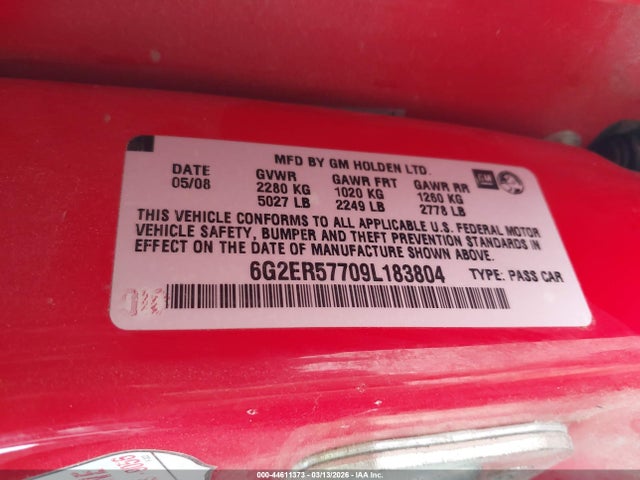 MFD BY GM HOLDEN LTD.
DATE GVWR GAWR FRT GAWR RR GM
05/08 2280 KG 1020 KG 1260 KG
5027 LB 2249 LB 2778 LB
THIS VEHICLE CONFORMS TO ALL APPLICABLE U.S. FEDERAL MOTOR
VEHICLE SAFETY, BUMPER AND THEFT PREVENTION STANDARDS IN
EFFECT ON THE DATE OF MANUFACTURE SHOWN ABOVE.
6G2ER57709L183804 TYPE: PASS CAR
000-44611373 - 03/13/2026 - COPART